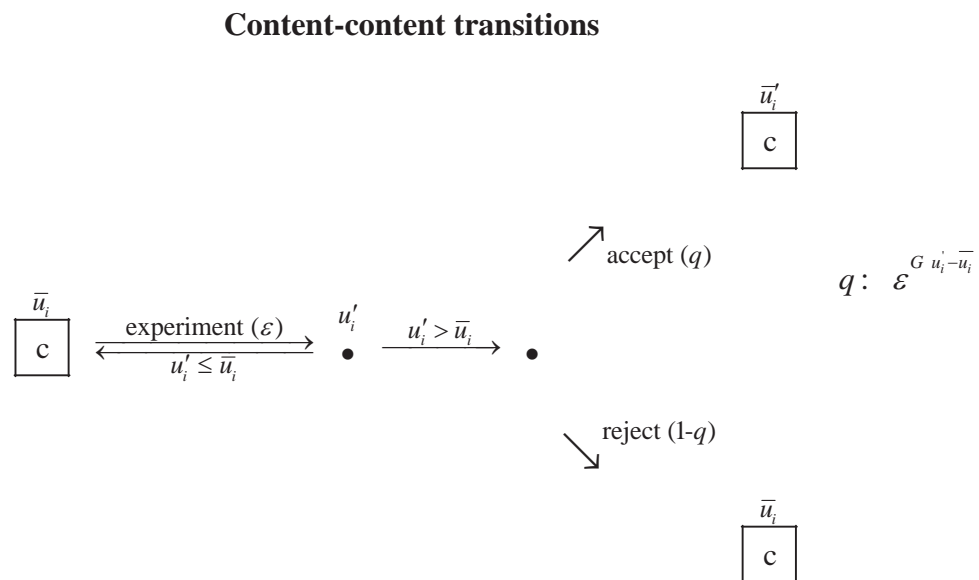 Content-content transitions
ū′ᵢ
c
accept (q)
q : ε^{G u′ᵢ−ūᵢ}
ūᵢ
c
experiment (ε)
u′ᵢ ≤ ūᵢ
u′ᵢ
u′ᵢ > ūᵢ
reject (1-q)
ūᵢ
c